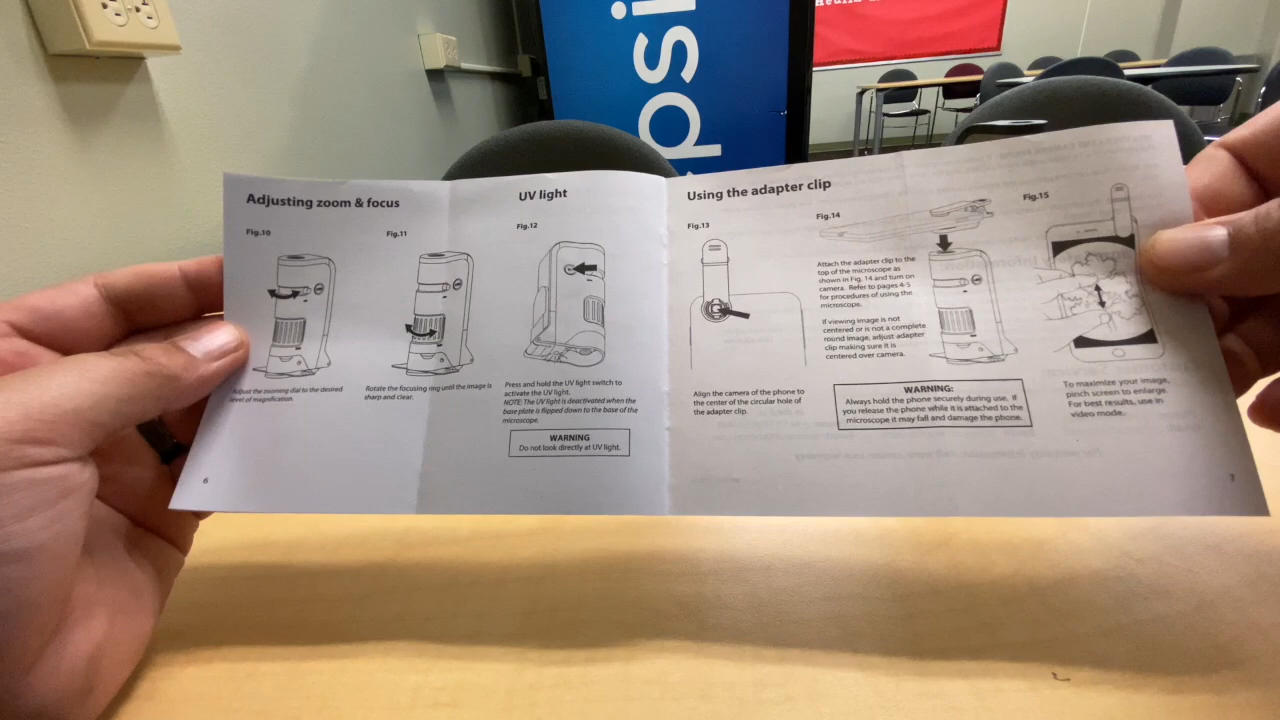 psi
Adjusting zoom & focus
Fig.10
Fig.11
Adjust the zooming dial to the desired
level of magnification.
Rotate the focusing ring until the image is
sharp and clear.
UV light
Fig.12
Press and hold the UV light switch to
activate the UV light.
NOTE: The UV light is deactivated when the
base plate is flipped down to the base of the
microscope.
WARNING
Do not look directly at UV light.
6
Using the adapter clip
Fig.13
Align the camera of the phone to
the center of the circular hole of
the adapter clip.
Fig.14
Attach the adapter clip to the
top of the microscope as
shown in Fig. 14 and turn on
camera. Refer to pages 4-5
for procedures of using the
microscope.
If viewing image is not
centered or is not a complete
round image, adjust adapter
clip making sure it is
centered over camera.
WARNING:
Always hold the phone securely during use. If
you release the phone while it is attached to the
microscope it may fall and damage the phone.
Fig.15
To maximize your image,
pinch screen to enlarge.
For best results, use in
video mode.
7